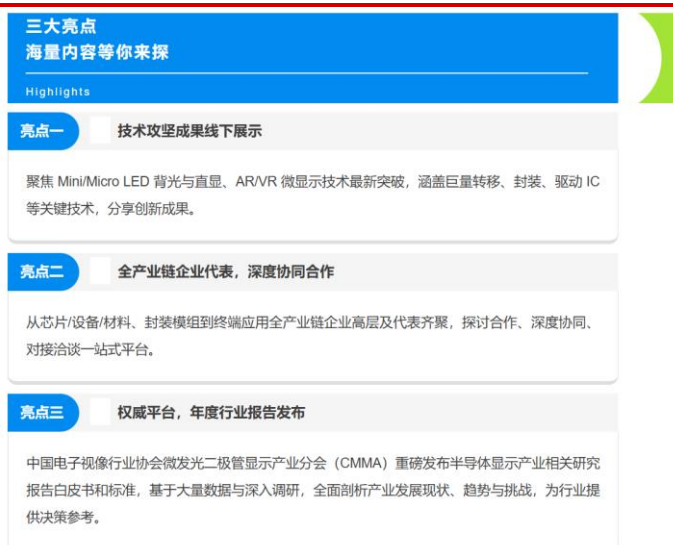 三大亮点
海量内容等你来探
Highlights
亮点一 技术攻坚成果线下展示
聚焦 Mini/Micro LED 背光与直显、AR/VR 微显示技术最新突破，涵盖巨量转移、封装、驱动 IC
等关键技术，分享创新成果。
亮点二 全产业链企业代表，深度协同合作
从芯片/设备/材料、封装模组到终端应用全产业链企业高层及代表齐聚，探讨合作、深度协同、
对接洽谈一站式平台。
亮点三 权威平台，年度行业报告发布
中国电子视像行业协会微发光二极管显示产业分会（CMMA）重磅发布半导体显示产业相关研究
报告白皮书和标准，基于大量数据与深入调研，全面剖析产业发展现状、趋势与挑战，为行业提
供决策参考。